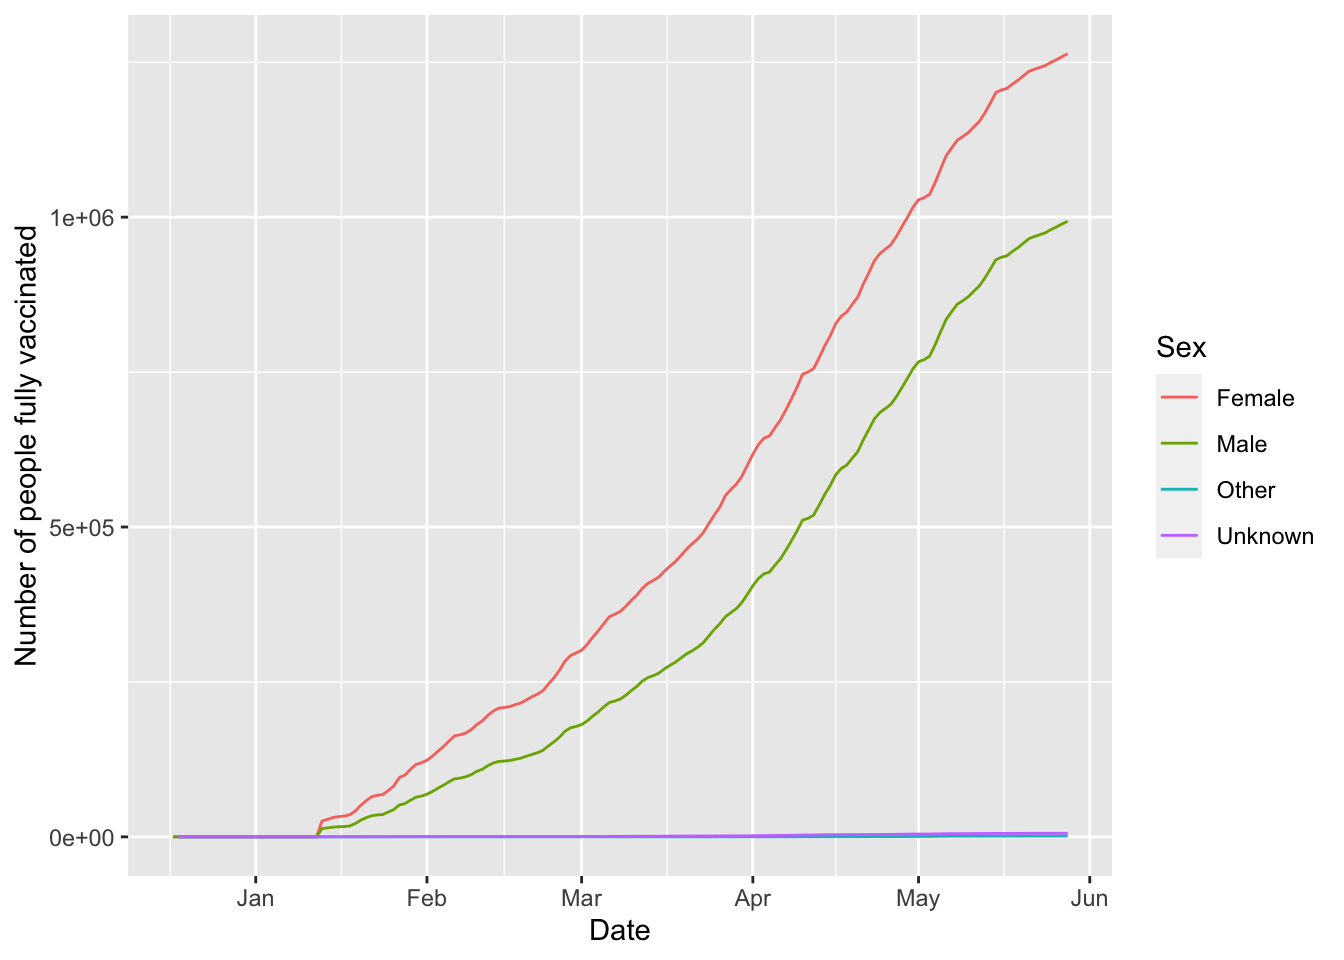 Number of people fully vaccinated
1e+06
5e+05
0e+00
Jan Feb Mar Apr May Jun
Date
Sex
Female
Male
Other
Unknown